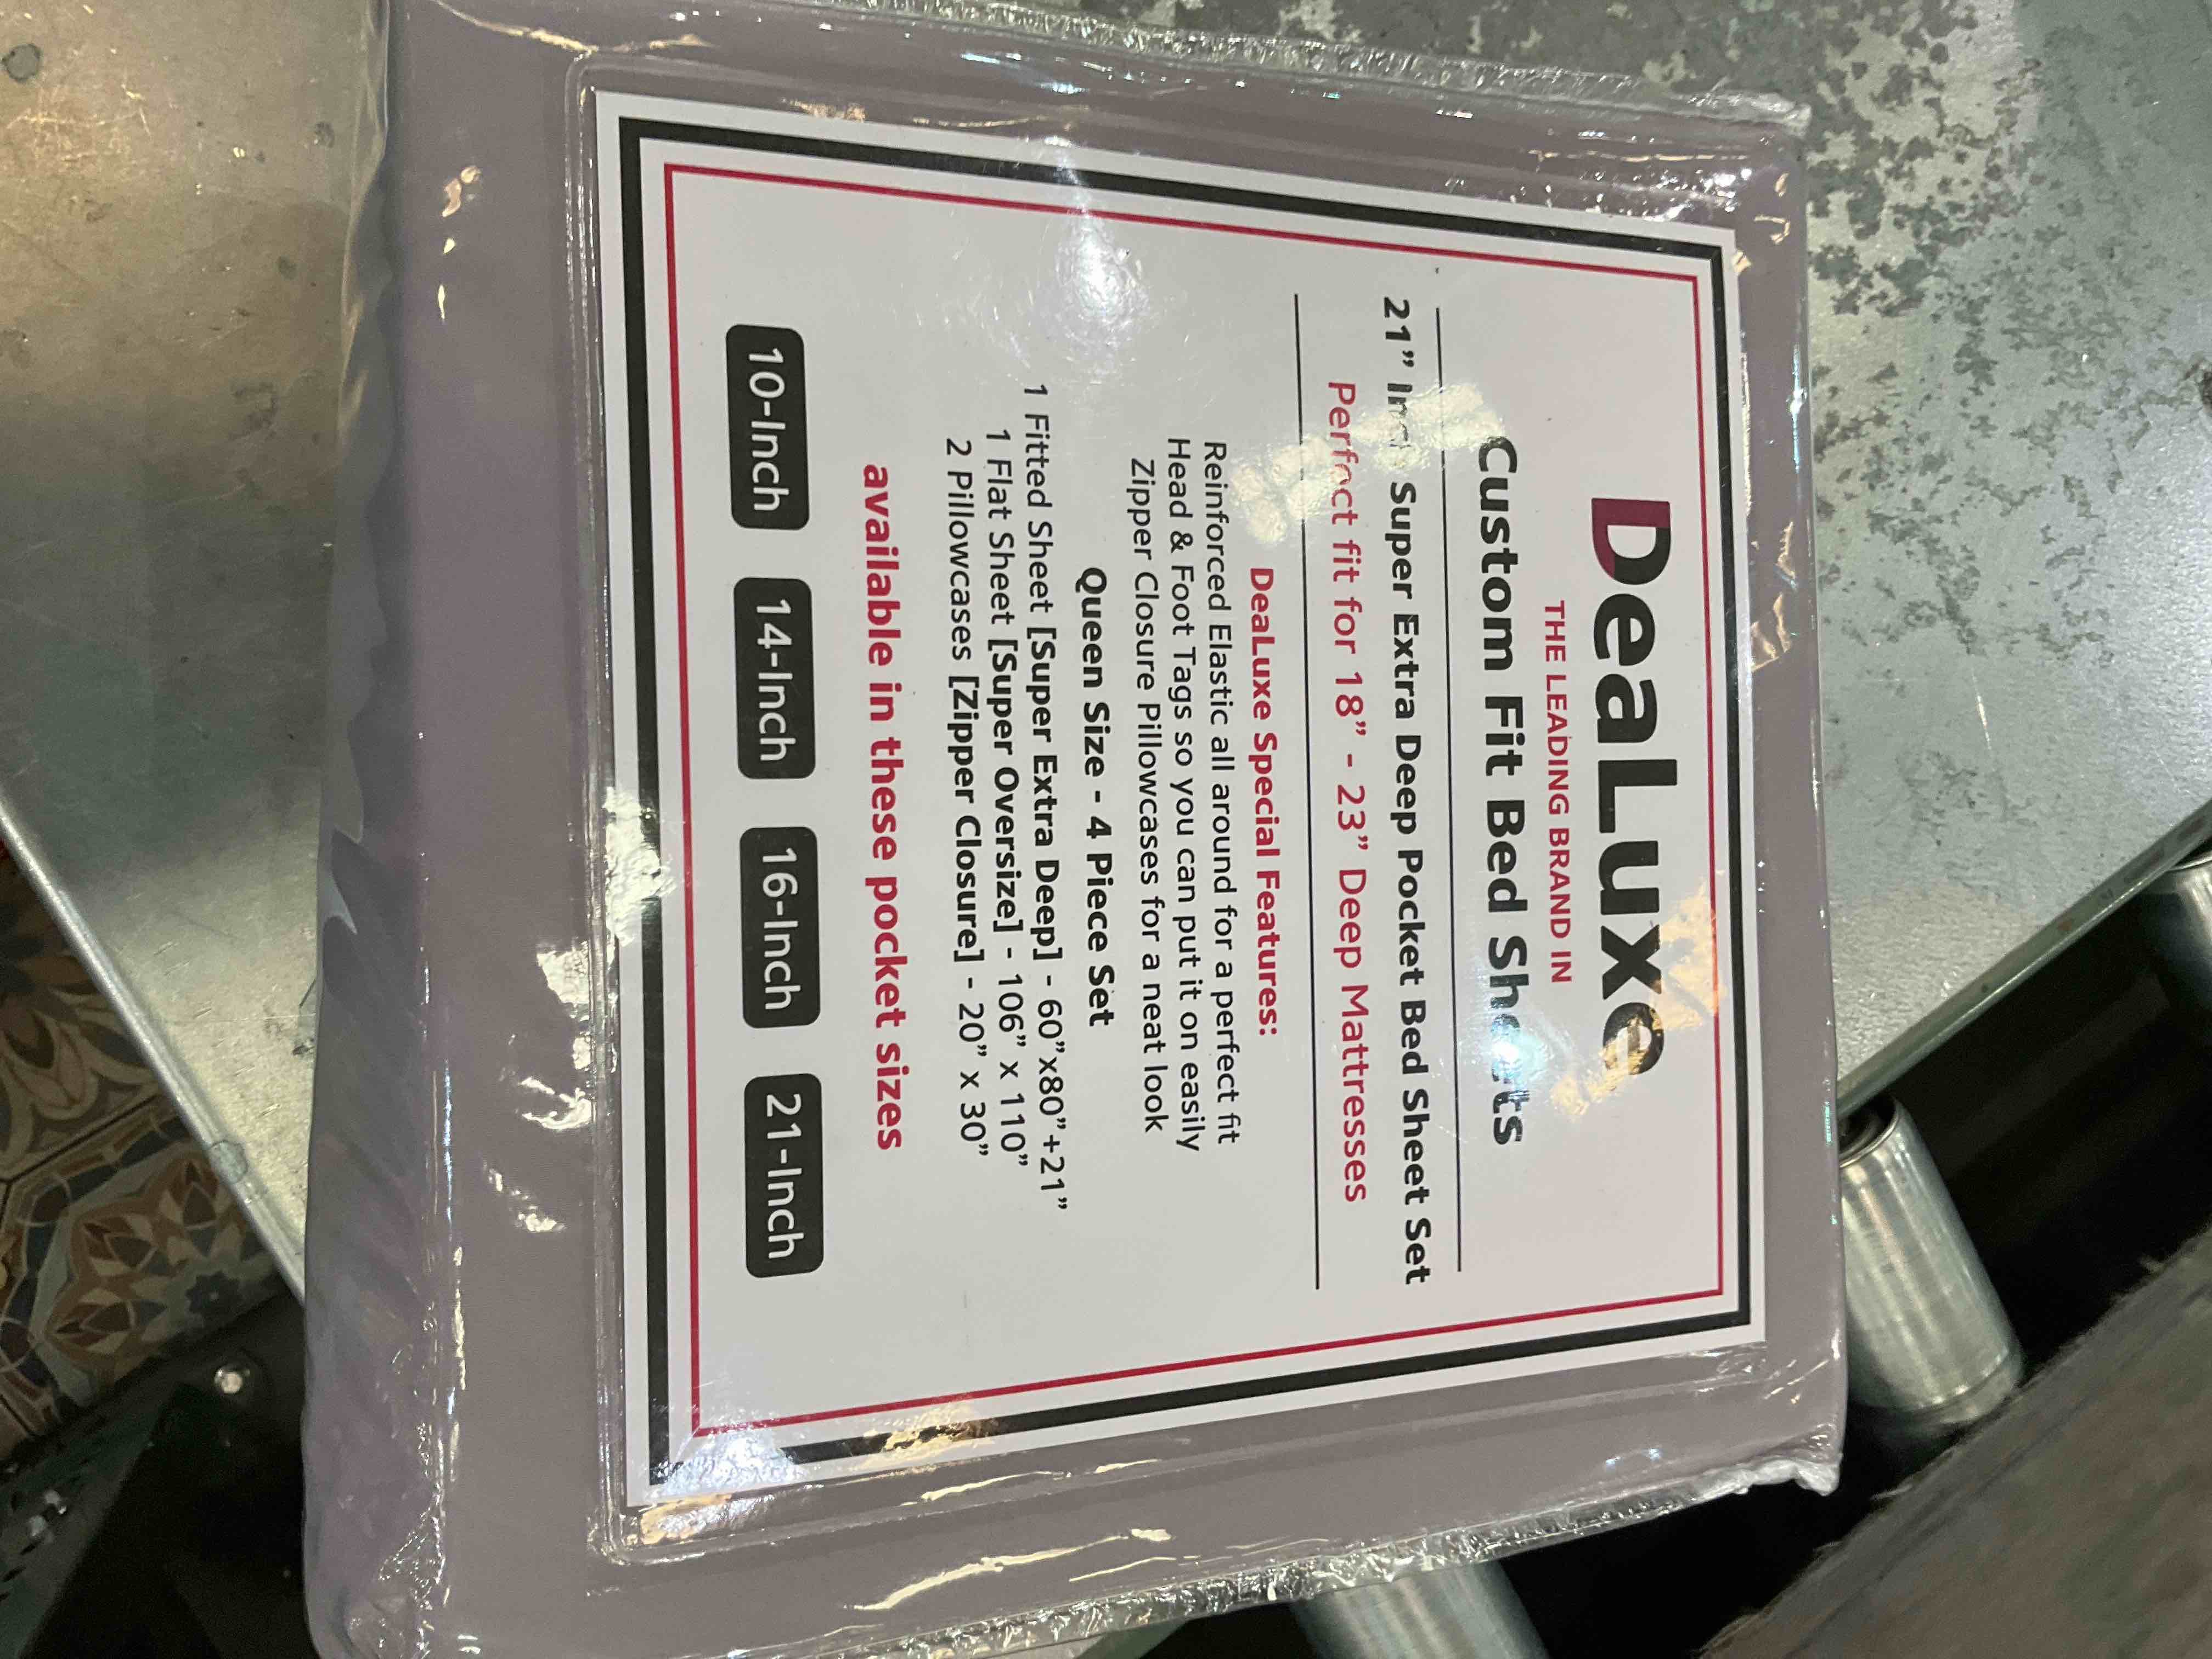 DeaLuxe
THE LEADING BRAND IN
Custom Fit Bed Sheets
21” Inch Super Extra Deep Pocket Bed Sheet Set
Perfect fit for 18” - 23” Deep Mattresses
DeaLuxe Special Features:
Reinforced Elastic all around for a perfect fit
Head & Foot Tags so you can put it on easily
Zipper Closure Pillowcases for a neat look
Queen Size - 4 Piece Set
1 Fitted Sheet [Super Extra Deep] - 60”x80”+21”
1 Flat Sheet [Super Oversize] - 106” x 110”
2 Pillowcases [Zipper Closure] - 20” x 30”
available in these pocket sizes
10-Inch 14-Inch 16-Inch 21-Inch